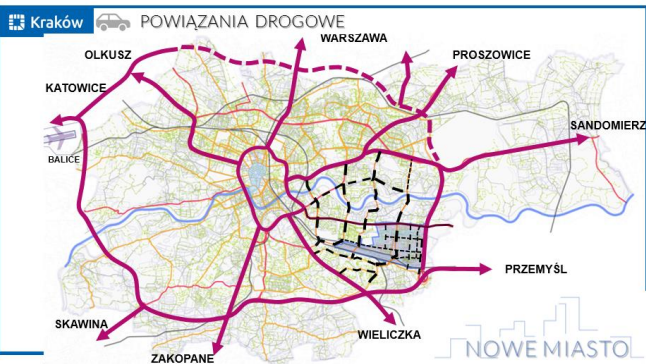 Kraków
POWIĄZANIA DROGOWE
WARSZAWA
OLKUSZ
PROSZOWICE
KATOWICE
SANDOMIERZ
BALICE
PRZEMYŚL
SKAWINA
WIELICZKA
ZAKOPANE
NOWE MIASTO